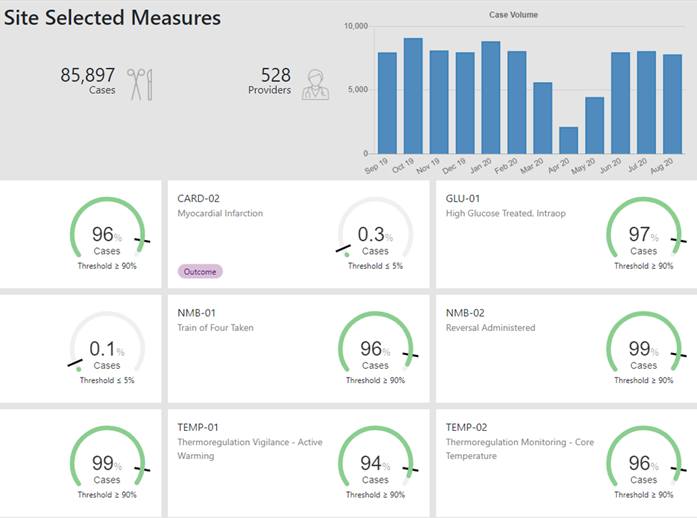 Site Selected Measures
85,897
Cases
528
Providers
Case Volume
10,000
5,000
0
Sep 19
Oct 19
Nov 19
Dec 19
Jan 20
Feb 20
Mar 20
Apr 20
May 20
Jun 20
Jul 20
Aug 20
96%
Cases
Threshold ≥ 90%
CARD-02
Myocardial Infarction
Outcome
0.3%
Cases
Threshold ≤ 5%
GLU-01
High Glucose Treated, Intraop
97%
Cases
Threshold ≥ 90%
0.1%
Cases
Threshold ≤ 5%
NMB-01
Train of Four Taken
96%
Cases
Threshold ≥ 90%
NMB-02
Reversal Administered
99%
Cases
Threshold ≥ 90%
99%
Cases
Threshold ≥ 90%
TEMP-01
Thermoregulation Vigilance - Active
Warming
94%
Cases
Threshold ≥ 90%
TEMP-02
Thermoregulation Monitoring - Core
Temperature
96%
Cases
Threshold ≥ 90%